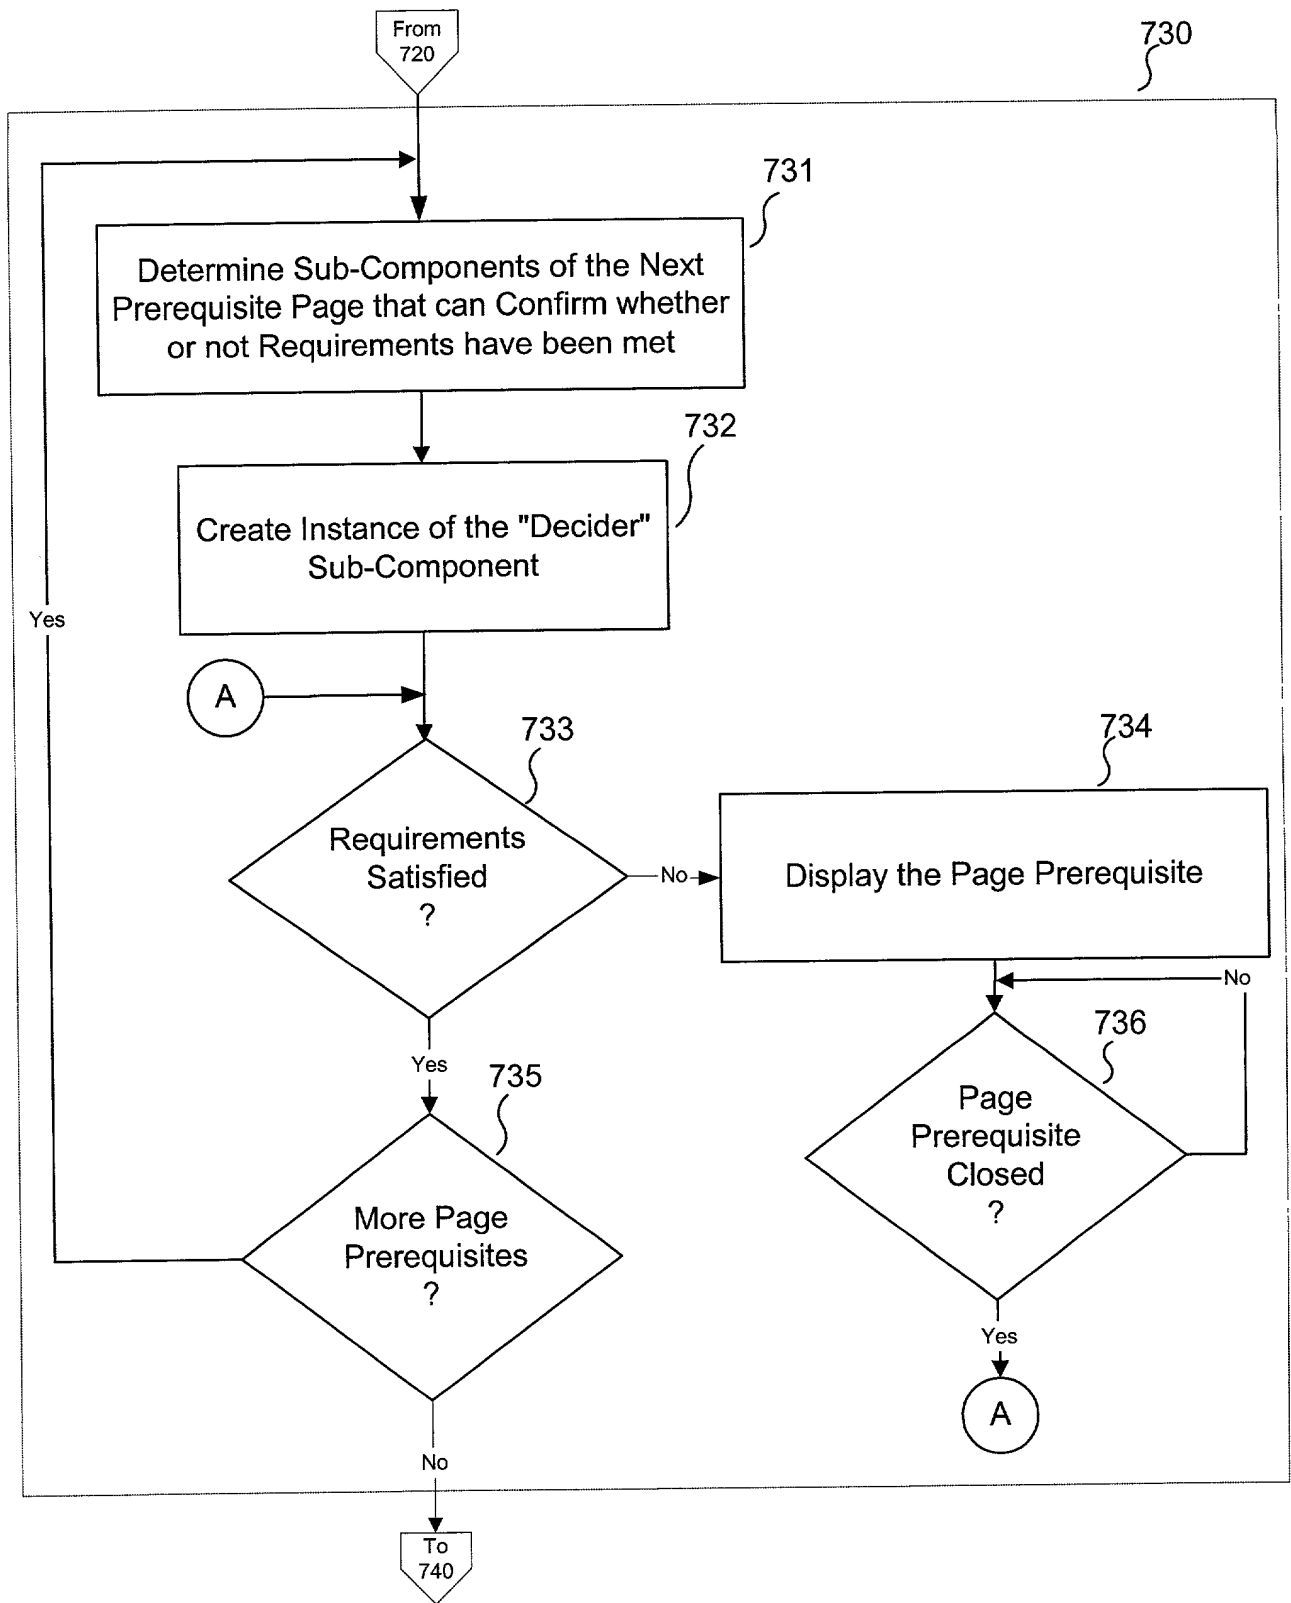 From
720
730
731
Determine Sub-Components of the Next
Prerequisite Page that can Confirm whether
or not Requirements have been met
732
Create Instance of the "Decider"
Sub-Component
Yes
A
733
Requirements
Satisfied
?
No
734
Display the Page Prerequisite
No
736
Page
Prerequisite
Closed
?
Yes
A
Yes
735
More Page
Prerequisites
?
No
To
740